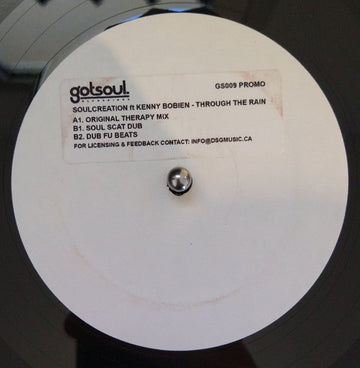 gotsoul
RECORDINGS
GS009 PROMO
SOULCREATION ft KENNY BOBIEN - THROUGH THE RAIN
A1. ORIGINAL THERAPY MIX
B1. SOUL SCAT DUB
B2. DUB FU BEATS
FOR LICENSING & FEEDBACK CONTACT: INFO@DSGMUSIC.CA